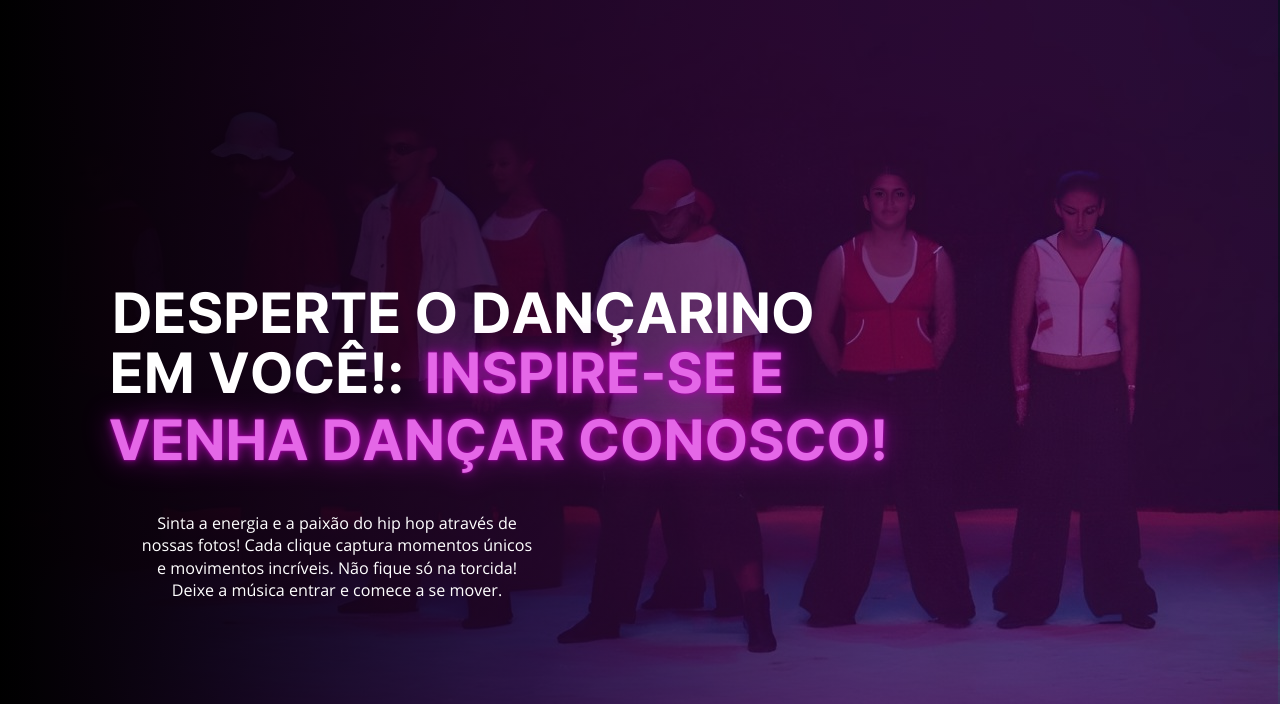 DESPERTE O DANÇARINO
EM VOCÊ!: INSPIRE-SE E
VENHA DANÇAR CONOSCO!
Sinta a energia e a paixão do hip hop através de
nossas fotos! Cada clique captura momentos únicos
e movimentos incríveis. Não fique só na torcida!
Deixe a música entrar e comece a se mover.